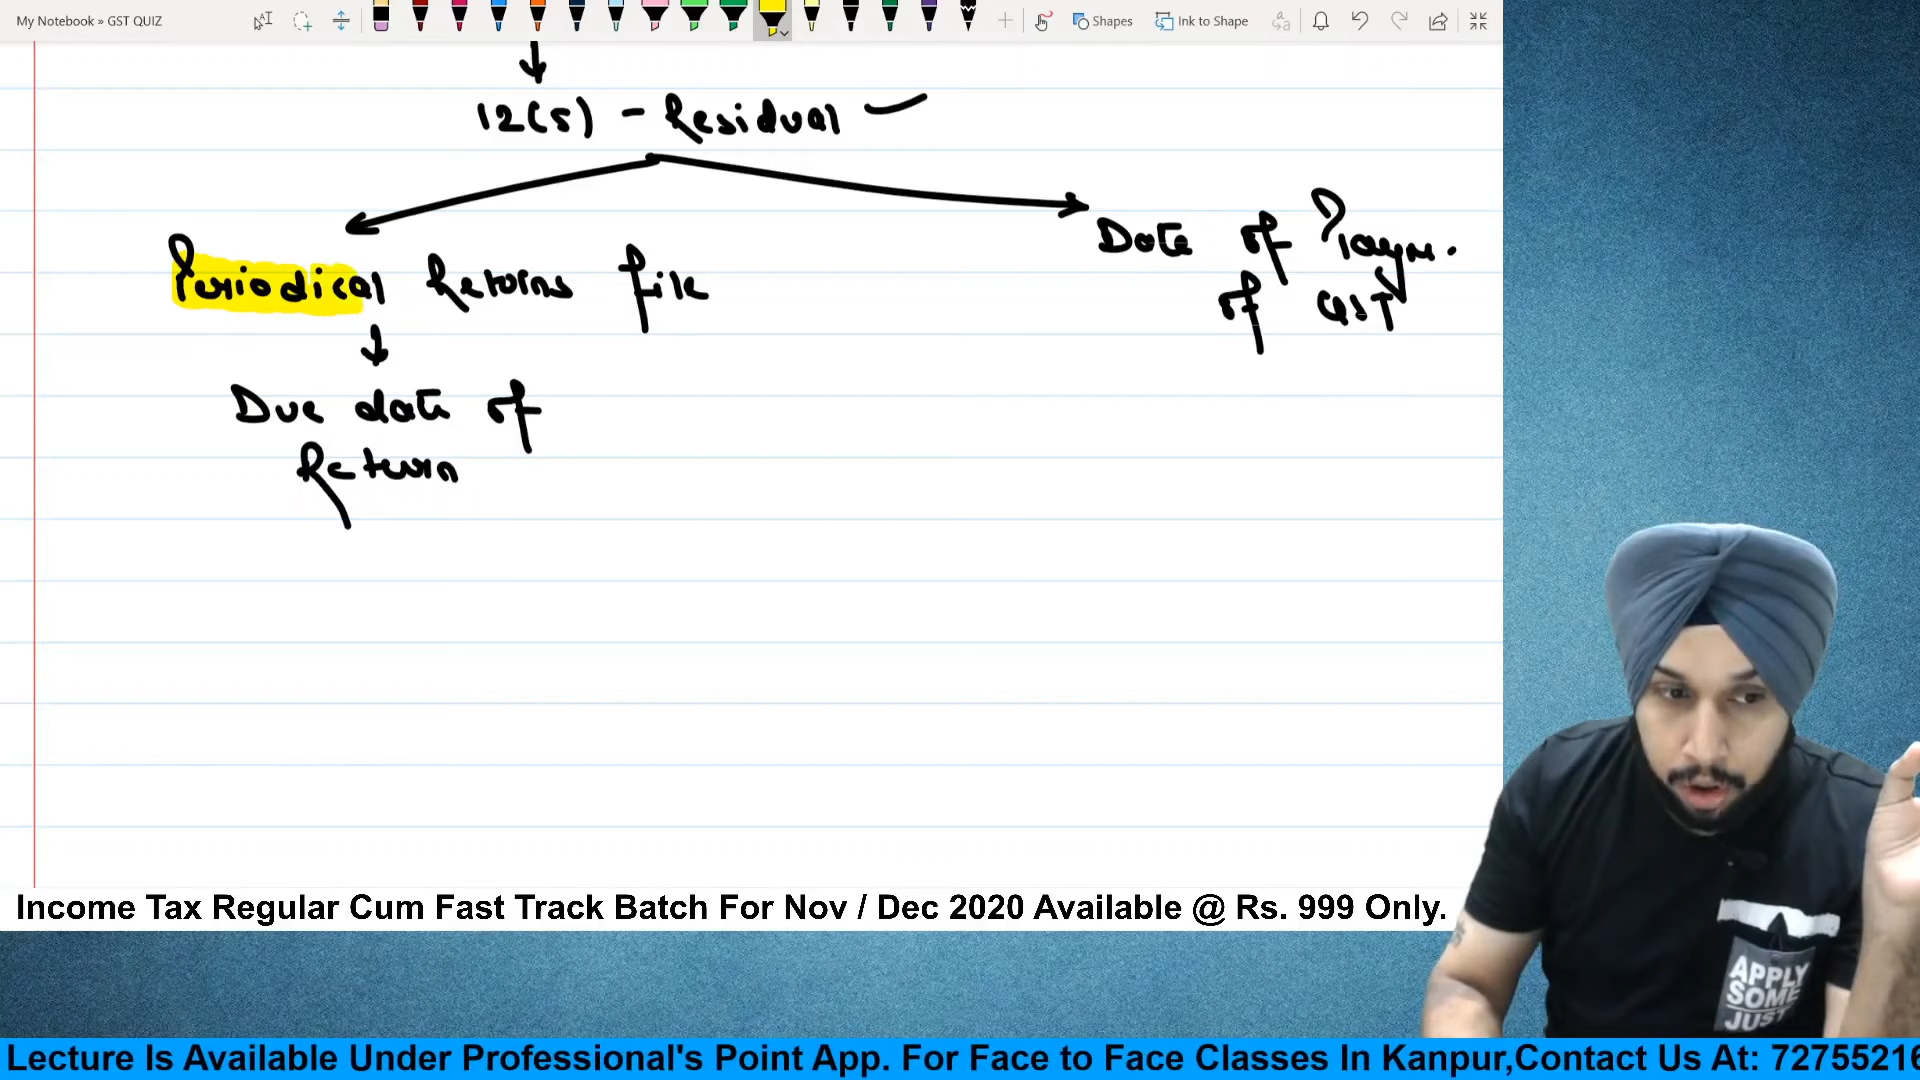 My Notebook » GST QUIZ
Shapes
Ink to Shape
12(5) - Residual
Periodical Returns file
Date of Paym.
of GST
Due date of
Return
APPLY
SOME
JUST
Income Tax Regular Cum Fast Track Batch For Nov / Dec 2020 Available @ Rs. 999 Only.
Lecture Is Available Under Professional's Point App. For Face to Face Classes In Kanpur,Contact Us At: 72755216